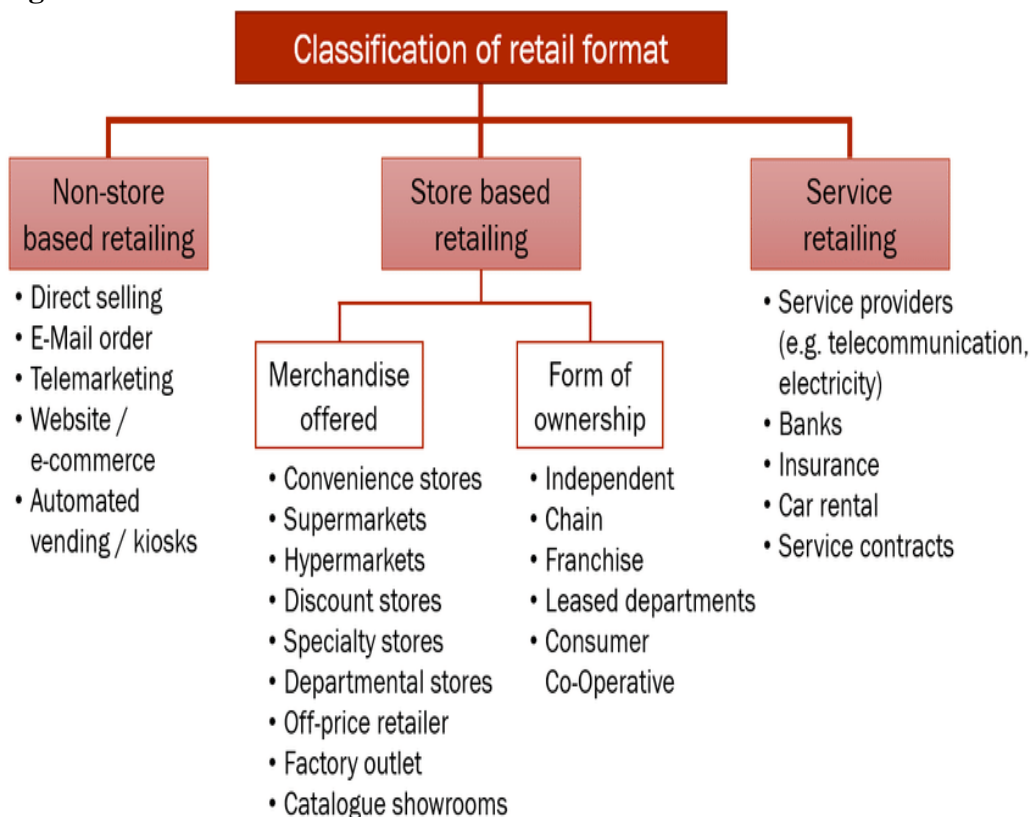 Classification of retail format
Non-store
based retailing
• Direct selling
• E-Mail order
• Telemarketing
• Website /
e-commerce
• Automated
vending / kiosks
Store based
retailing
Merchandise
offered
• Convenience stores
• Supermarkets
• Hypermarkets
• Discount stores
• Specialty stores
• Departmental stores
• Off-price retailer
• Factory outlet
• Catalogue showrooms
Form of
ownership
• Independent
• Chain
• Franchise
• Leased departments
• Consumer
Co-Operative
Service
retailing
• Service providers
(e.g. telecommunication,
electricity)
• Banks
• Insurance
• Car rental
• Service contracts